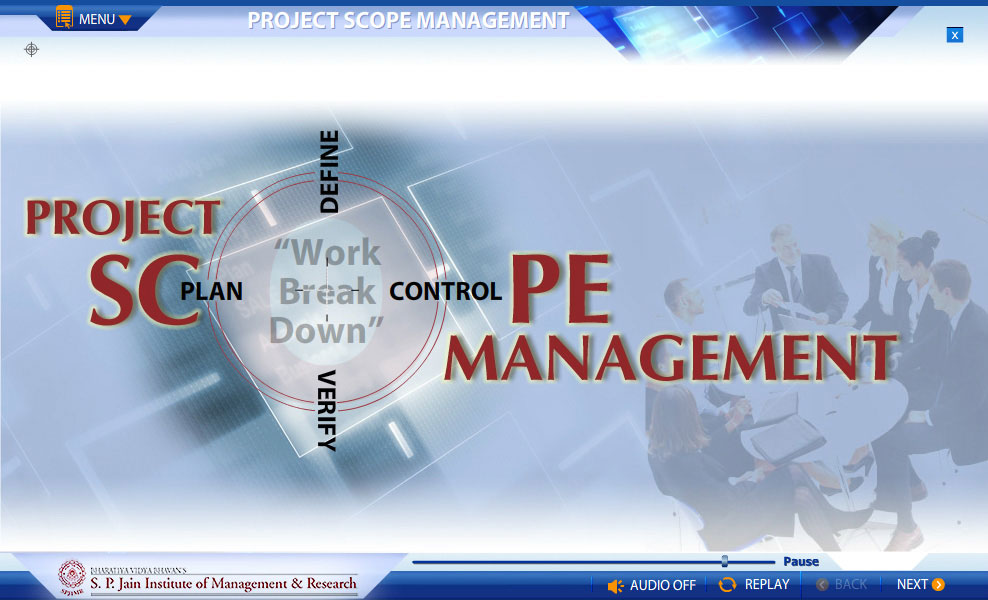 MENU
PROJECT SCOPE MANAGEMENT
x
DEFINE
PROJECT
SC PE
PLAN
CONTROL
“Work
Break
Down”
MANAGEMENT
VERIFY
BHARATIYA VIDYA BHAVAN'S
S. P. Jain Institute of Management & Research
SPJIMR
Pause
AUDIO OFF
REPLAY
BACK
NEXT